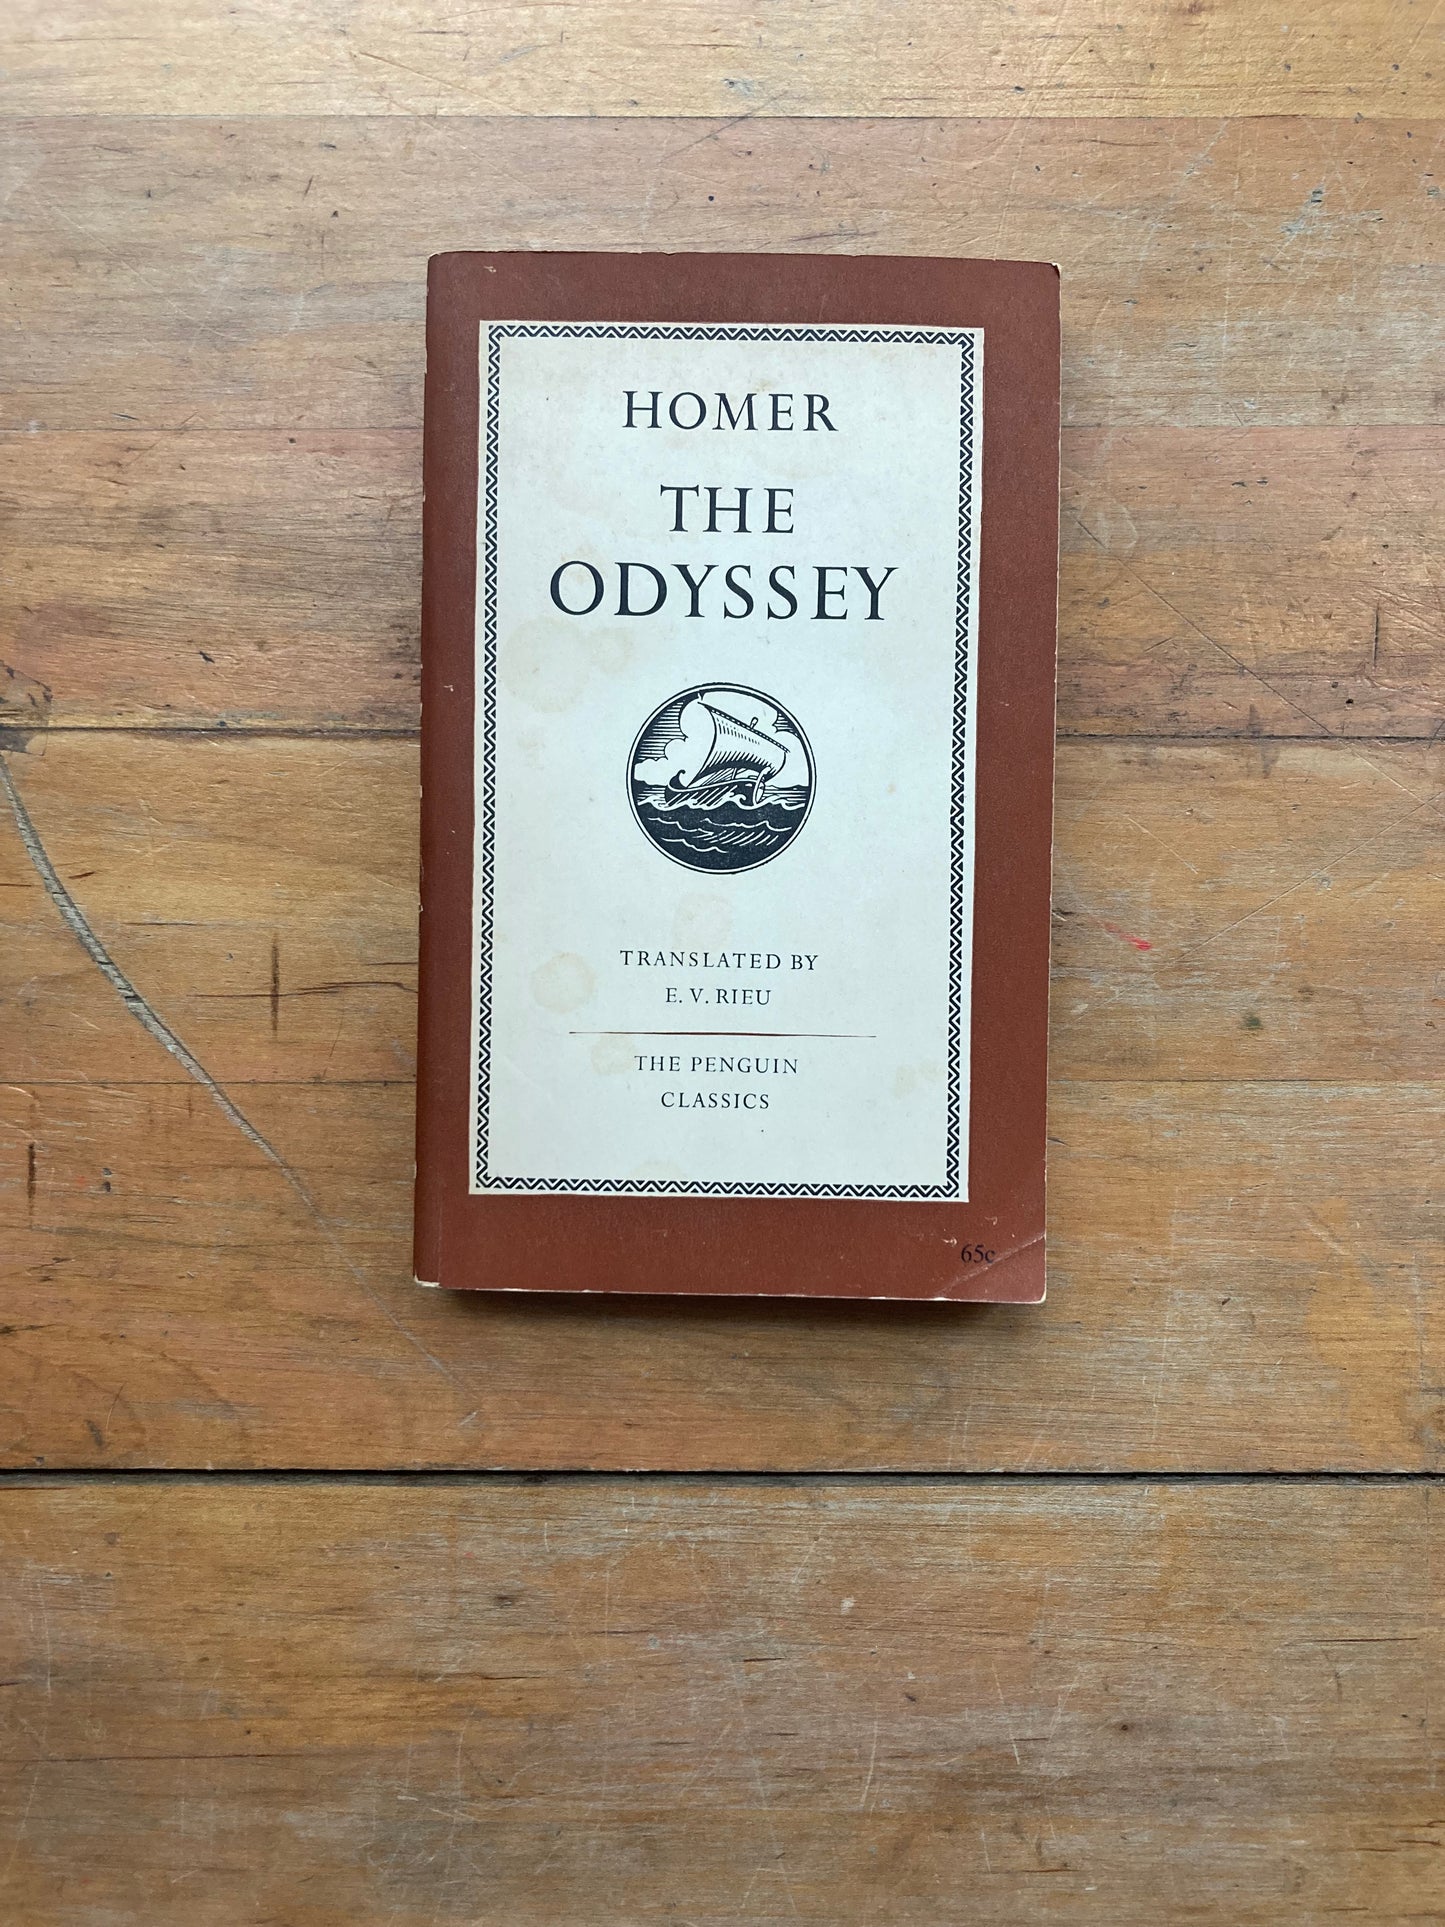 HOMER
THE
ODYSSEY
TRANSLATED BY
E. V. RIEU
THE PENGUIN
CLASSICS
65c